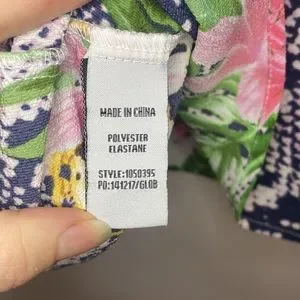 MADE IN CHINA
POLYESTER
ELASTANE
STYLE:1050395
PO:141217/GLOB